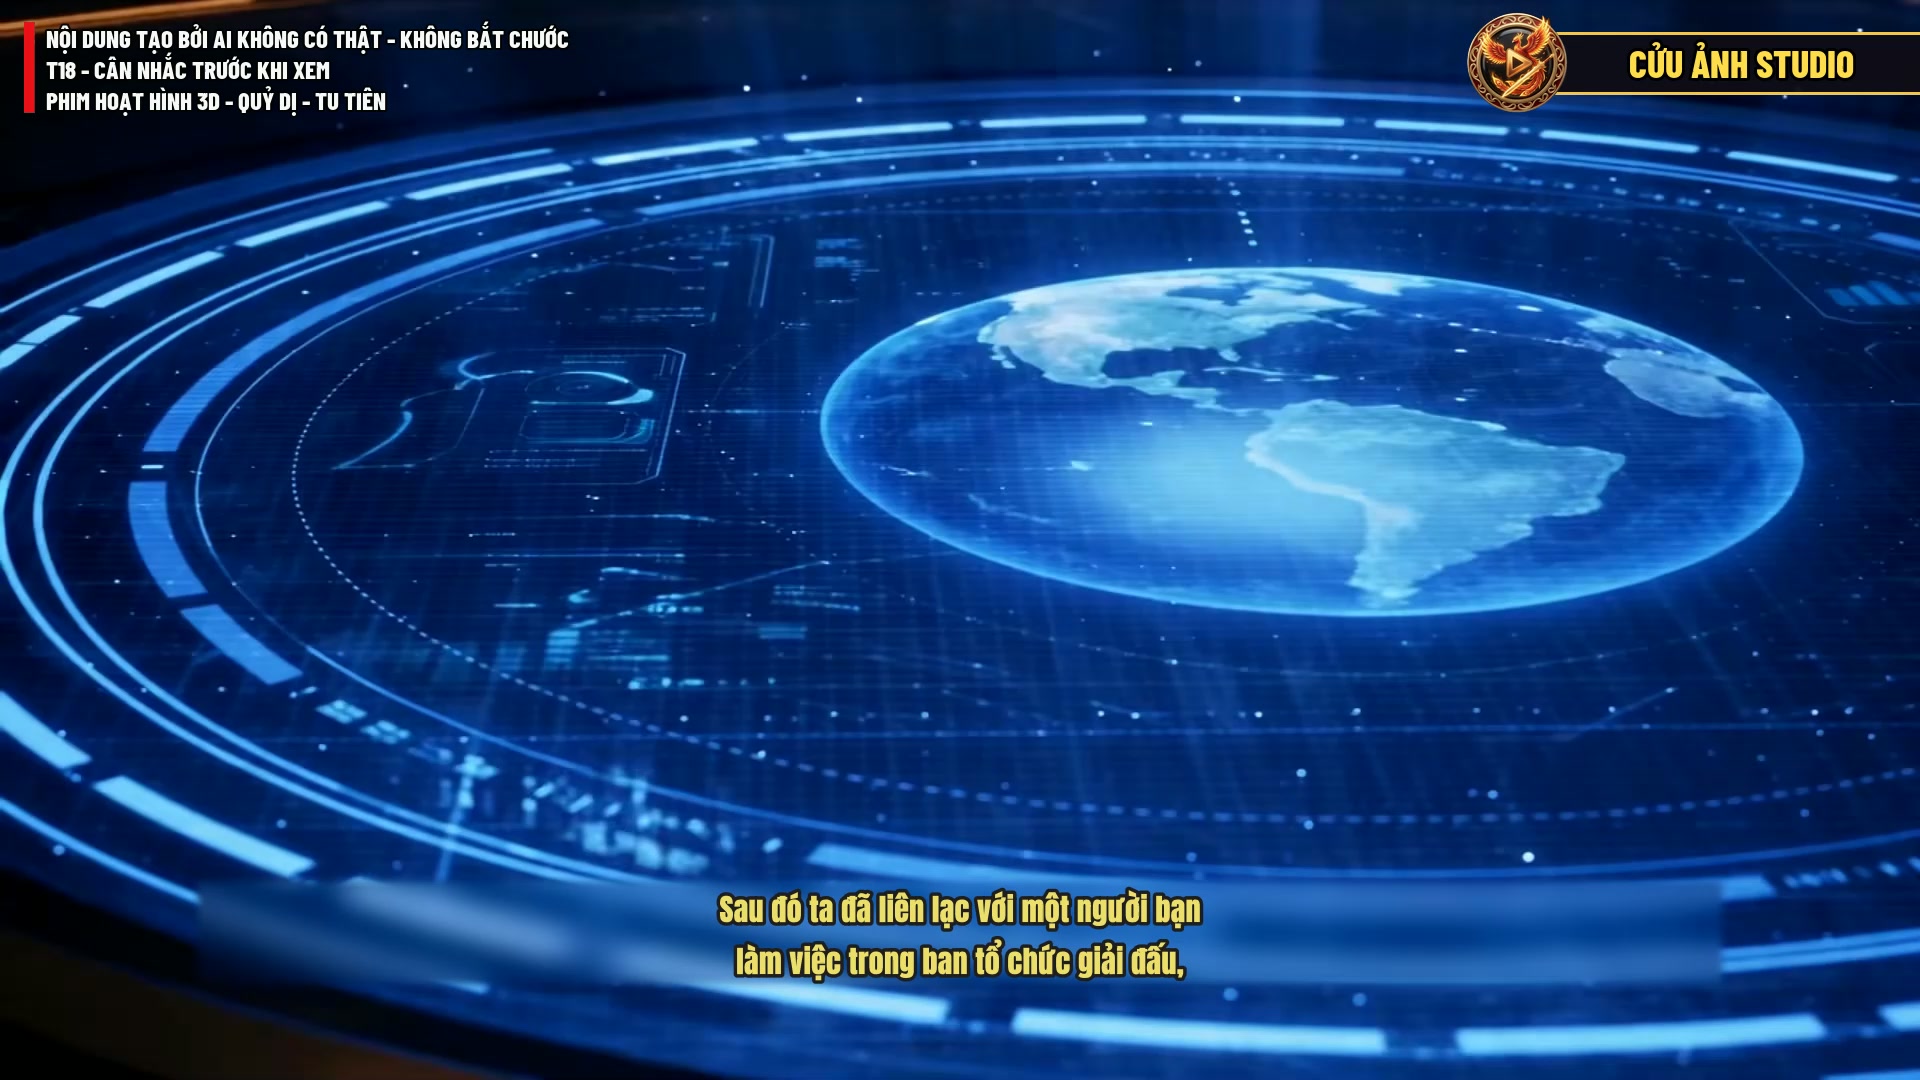 NỘI DUNG TẠO BỞI AI KHÔNG CÓ THẬT - KHÔNG BẮT CHƯỚC
T18 - CÂN NHẮC TRƯỚC KHI XEM
PHIM HOẠT HÌNH 3D - QUỶ DỊ - TU TIÊN
CỬU ẢNH STUDIO
Sau đó ta đã liên lạc với một người bạn
làm việc trong ban tổ chức giải đấu,